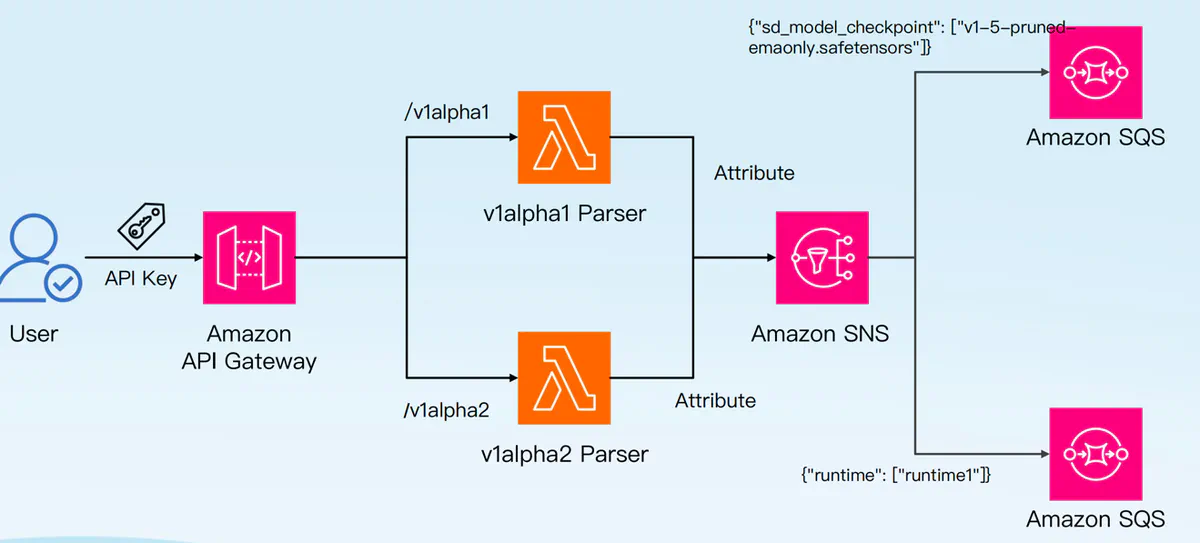 {"sd_model_checkpoint": ["v1-5-pruned-
emaonly.safetensors"]}
/v1alpha1
Amazon SQS
Attribute
v1alpha1 Parser
API Key
User
Amazon
API Gateway
Amazon SNS
/v1alpha2
Attribute
v1alpha2 Parser
{"runtime": ["runtime1"]}
Amazon SQS